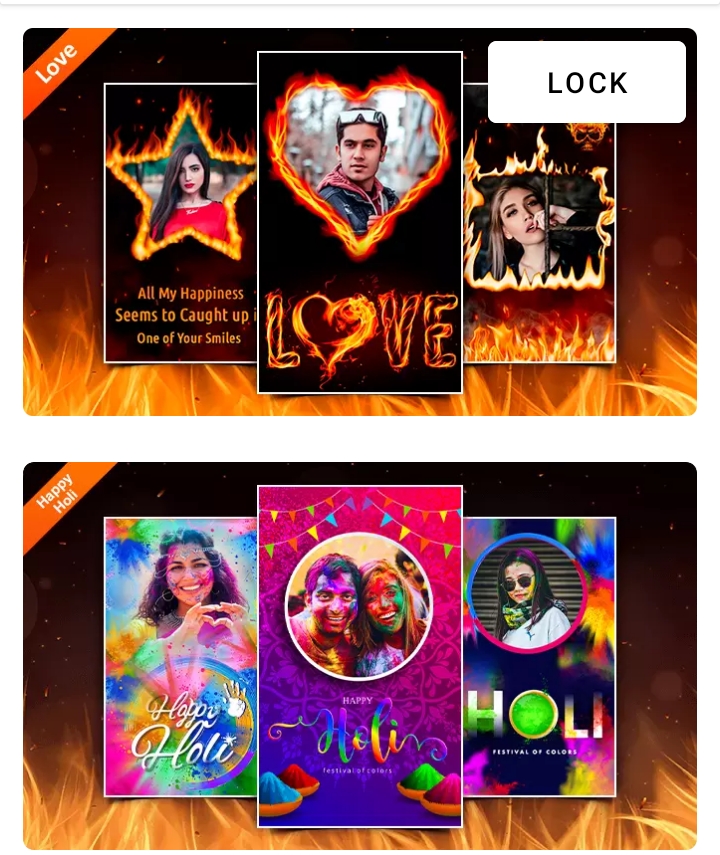 Love
LOCK
All My Happiness
Seems to Caught up i
One of Your Smiles
LOVE
Happy
Holi
Happy
Holi
HAPPY
Holi
festival of colors
HOLI
FESTIVAL OF COLORS